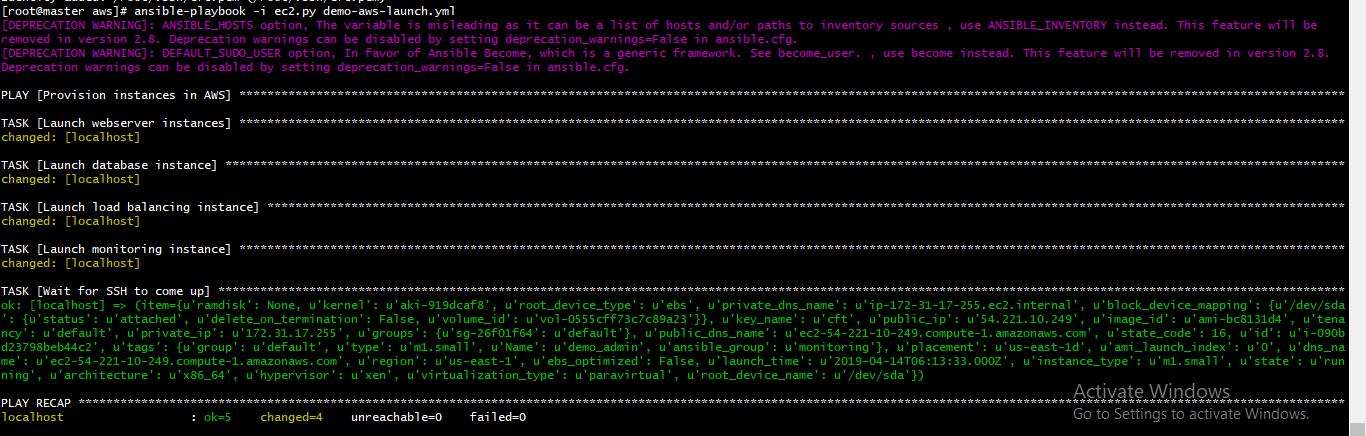 [root@master aws]# ansible-playbook -i ec2.py demo-aws-launch.yml
[DEPRECATION WARNING]: ANSIBLE_HOSTS option, The variable is misleading as it can be a list of hosts and/or paths to inventory sources , use ANSIBLE_INVENTORY instead. This feature will be
removed in version 2.8. Deprecation warnings can be disabled by setting deprecation_warnings=False in ansible.cfg.
[DEPRECATION WARNING]: DEFAULT_SUDO_USER option, In favor of Ansible Become, which is a generic framework. See become_user. , use become instead. This feature will be removed in version 2.8.
Deprecation warnings can be disabled by setting deprecation_warnings=False in ansible.cfg.
PLAY [Provision instances in AWS] ****************************************************************
TASK [Launch webserver instances] ****************************************************************
changed: [localhost]
TASK [Launch database instance] ****************************************************************
changed: [localhost]
TASK [Launch load balancing instance] ****************************************************************
changed: [localhost]
TASK [Launch monitoring instance] ****************************************************************
changed: [localhost]
TASK [Wait for SSH to come up] ****************************************************************
ok: [localhost] => (item={u'ramdisk': None, u'kernel': u'aki-919dcaf8', u'root_device_type': u'ebs', u'private_dns_name': u'ip-172-31-17-255.ec2.internal', u'block_device_mapping': {u'/dev/sda
': {u'status': u'attached', u'delete_on_termination': False, u'volume_id': u'vol-0555cff73c7c89a23'}}, u'key_name': u'cft', u'public_ip': u'54.221.10.249', u'image_id': u'ami-bc8131d4', u'tena
ncy': u'default', u'private_ip': u'172.31.17.255', u'groups': {u'sg-26f01f64': u'default'}, u'public_dns_name': u'ec2-54-221-10-249.compute-1.amazonaws.com', u'state_code': 16, u'id': u'i-090b
d23798beb44c2', u'tags': {u'group': u'default', u'type': u'm1.small', u'Name': u'demo_admin', u'ansible_group': u'monitoring'}, u'placement': u'us-east-1d', u'ami_launch_index': u'0', u'dns_na
me': u'ec2-54-221-10-249.compute-1.amazonaws.com', u'region': u'us-east-1', u'ebs_optimized': False, u'launch_time': u'2019-04-14T06:13:33.000Z', u'instance_type': u'm1.small', u'state': u'run
ning', u'architecture': u'x86_64', u'hypervisor': u'xen', u'virtualization_type': u'paravirtual', u'root_device_name': u'/dev/sda'})
PLAY RECAP ****************************************************************
localhost : ok=5 changed=4 unreachable=0 failed=0
Activate Windows
Go to Settings to activate Windows.